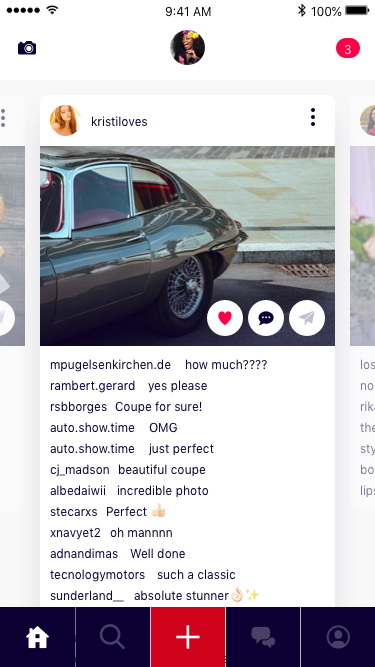 9:41 AM 100%
3
kristiloves
mpugelsenkirchen.de how much????
rambert.gerard yes please
rsbborges Coupe for sure!
auto.show.time OMG
auto.show.time just perfect
cj_madson beautiful coupe
albedaiwii incredible photo
stecarxs Perfect 👍🏻
xnavyet2 oh mannnn
adnandimas Well done
tecnologymotors such a classic
sunderland__ absolute stunner👌🏻✨
los
no
rik
the
sty
bo
lips